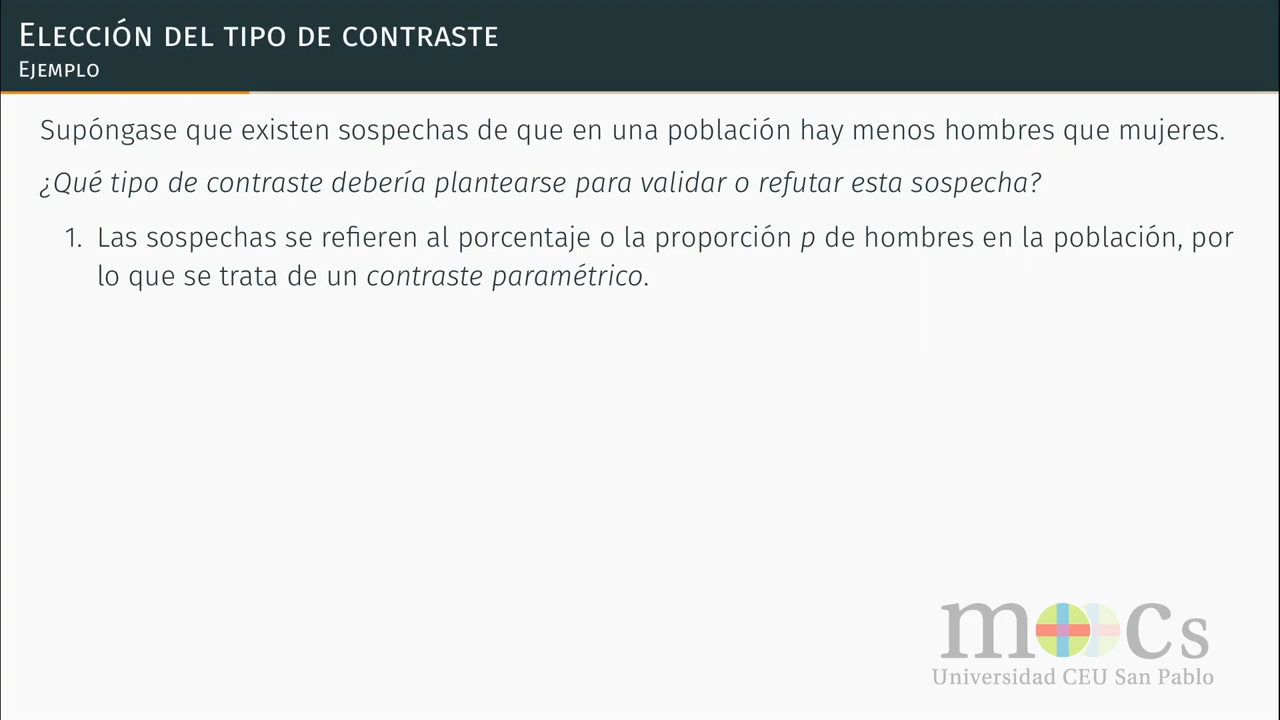 Elección del tipo de contraste
Ejemplo
Supóngase que existen sospechas de que en una población hay menos hombres que mujeres.
¿Qué tipo de contraste debería plantearse para validar o refutar esta sospecha?
1. Las sospechas se refieren al porcentaje o la proporción p de hombres en la población, por
lo que se trata de un contraste paramétrico.
moocs
Universidad CEU San Pablo